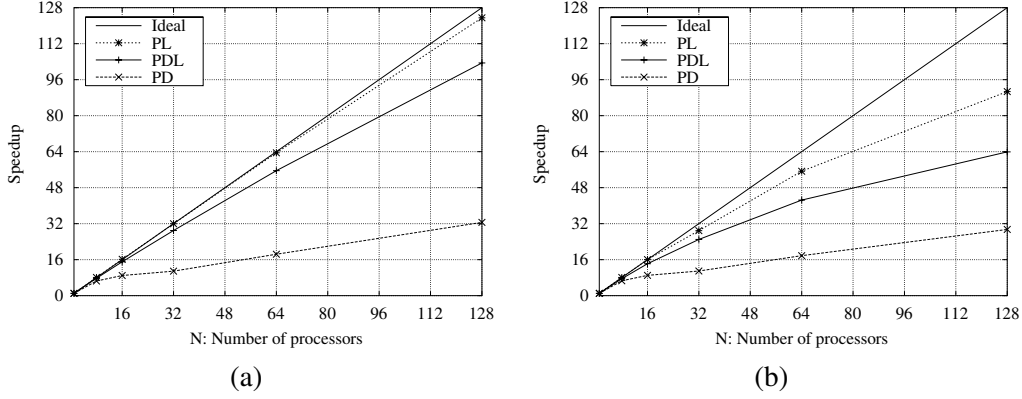 128
112
96
80
64
48
32
16
0
Speedup
Ideal
PL
PDL
PD
16 32 48 64 80 96 112 128
N: Number of processors
(a)
128
112
96
80
64
48
32
16
0
Speedup
Ideal
PL
PDL
PD
16 32 48 64 80 96 112 128
N: Number of processors
(b)